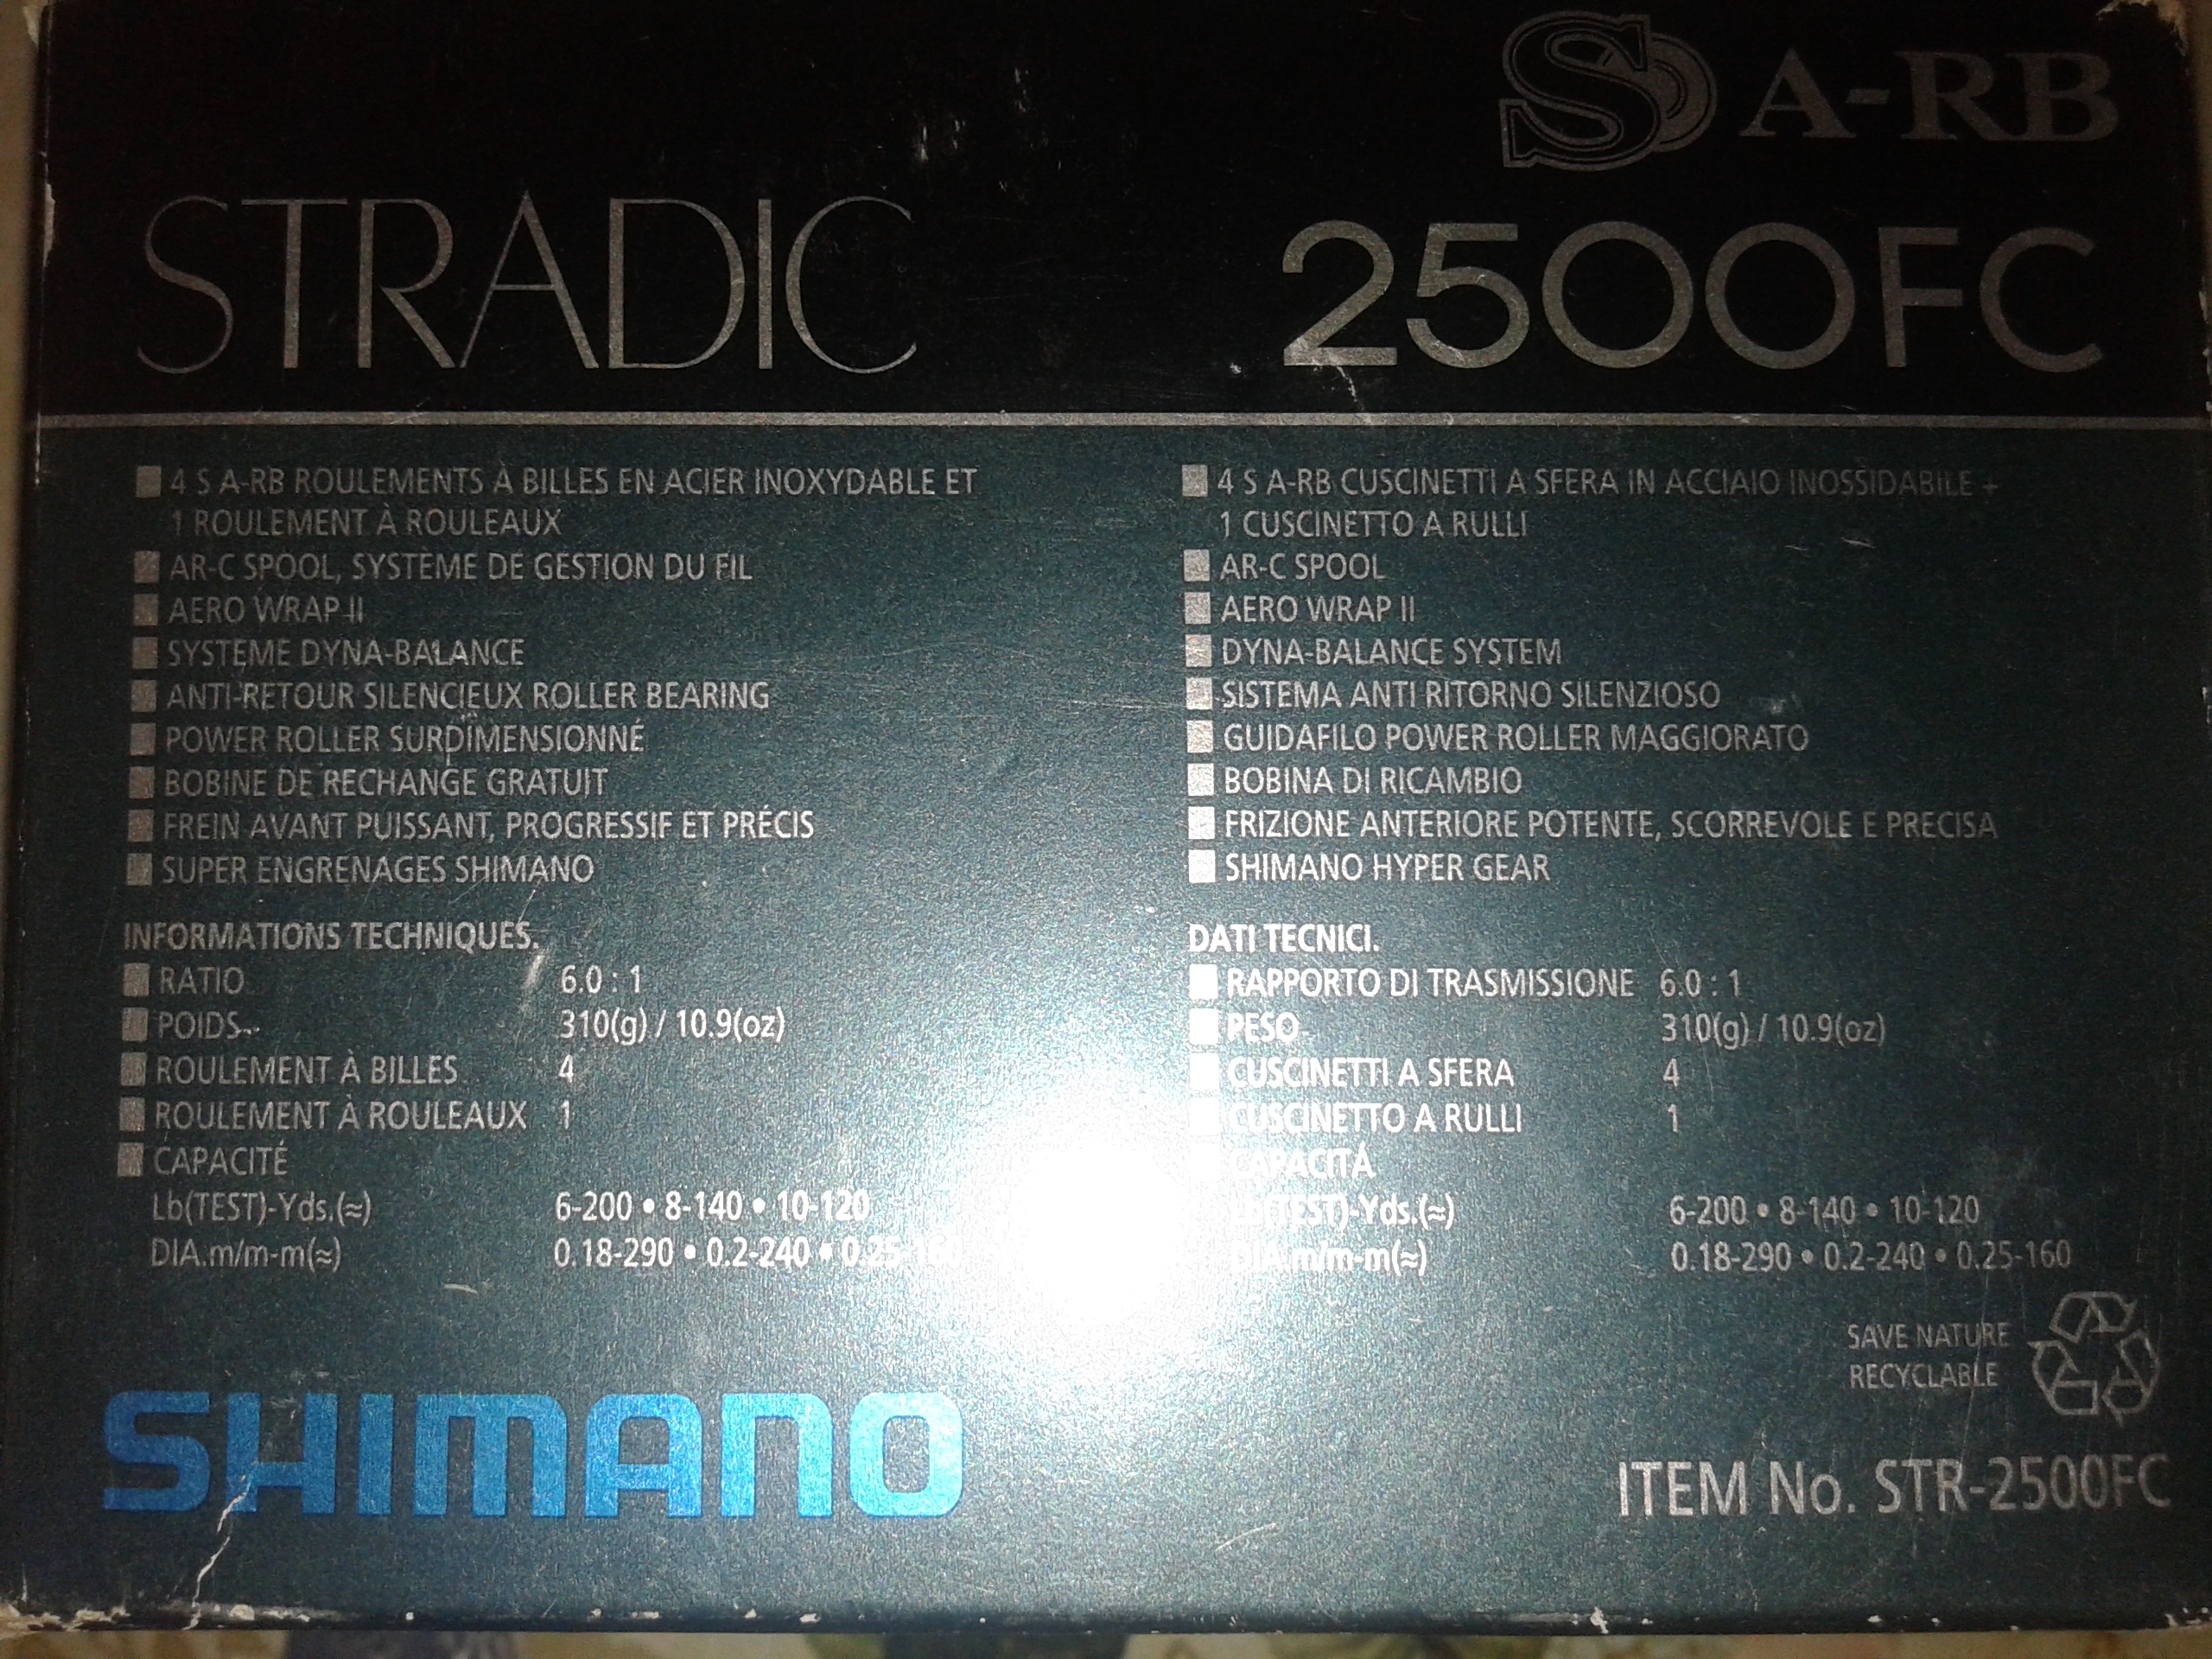 S A-RB
STRADIC 2500FC
4 S A-RB ROULEMENTS À BILLES EN ACIER INOXYDABLE ET
1 ROULEMENT À ROULEAUX
AR-C SPOOL, SYSTÈME DE GESTION DU FIL
AERO WRAP II
SYSTÈME DYNA-BALANCE
ANTI-RETOUR SILENCIEUX ROLLER BEARING
POWER ROLLER SURDIMENSIONNÉ
BOBINE DE RECHANGE GRATUIT
FREIN AVANT PUISSANT, PROGRESSIF ET PRÉCIS
SUPER ENGRENAGES SHIMANO
INFORMATIONS TECHNIQUES.
RATIO 6.0 : 1
POIDS 310(g) / 10.9(oz)
ROULEMENT À BILLES 4
ROULEMENT À ROULEAUX 1
CAPACITÉ
Lb(TEST)-Yds.(≈) 6-200 • 8-140 • 10-120
DIA.m/m-m(≈) 0.18-290 • 0.2-240 • 0.25-160
4 S A-RB CUSCINETTI A SFERA IN ACCIAIO INOSSIDABILE +
1 CUSCINETTO A RULLI
AR-C SPOOL
AERO WRAP II
DYNA-BALANCE SYSTEM
SISTEMA ANTI RITORNO SILENZIOSO
GUIDAFILO POWER ROLLER MAGGIORATO
BOBINA DI RICAMBIO
FRIZIONE ANTERIORE POTENTE, SCORREVOLE E PRECISA
SHIMANO HYPER GEAR
DATI TECNICI.
RAPPORTO DI TRASMISSIONE 6.0 : 1
PESO 310(g) / 10.9(oz)
CUSCINETTI A SFERA 4
CUSCINETTO A RULLI 1
CAPACITÁ
Lb(TEST)-Yds.(≈) 6-200 • 8-140 • 10-120
DIA.m/m-m(≈) 0.18-290 • 0.2-240 • 0.25-160
SAVE NATURE
RECYCLABLE
SHIMANO
ITEM No. STR-2500FC